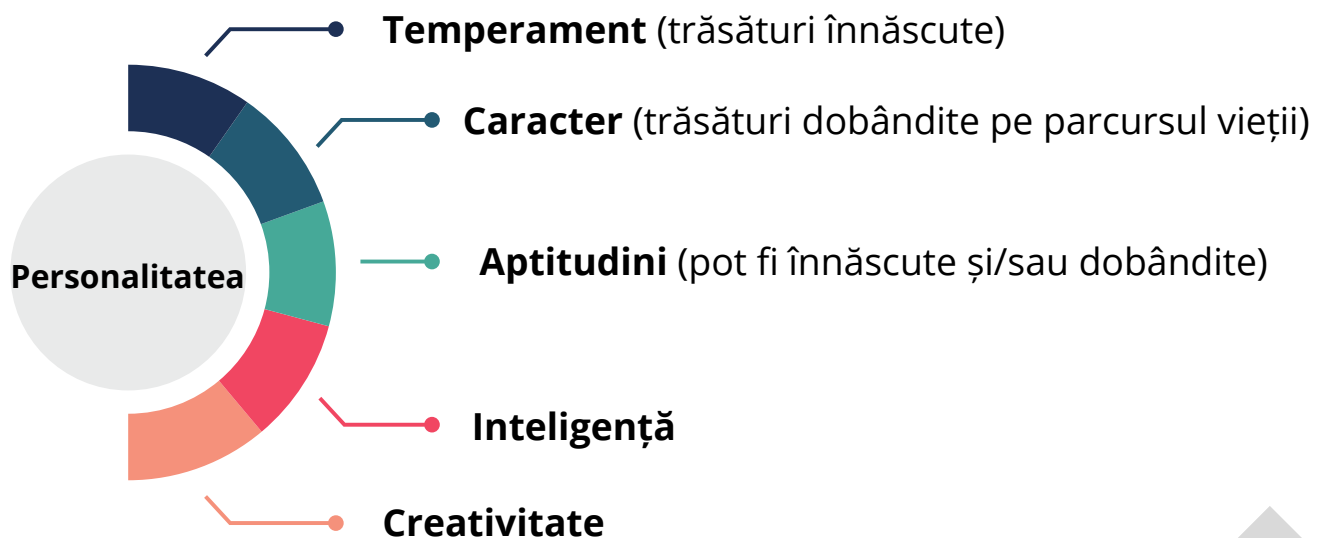 Temperament (trăsături înnăscute)
Caracter (trăsături dobândite pe parcursul vieții)
Personalitatea
Aptitudini (pot fi înnăscute și/sau dobândite)
Inteligență
Creativitate